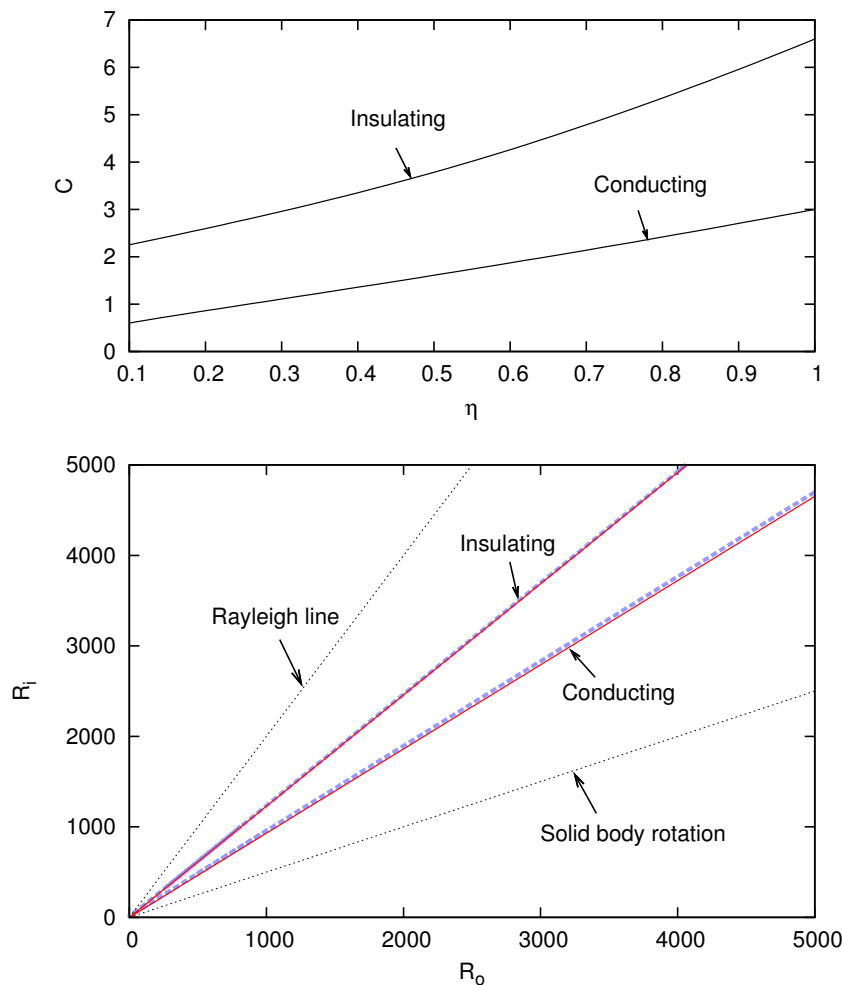 7
6
5
4
3
2
1
0
C
Insulating
Conducting
0.1 0.2 0.3 0.4 0.5 0.6 0.7 0.8 0.9 1
η
5000
4000
3000
2000
1000
0
R_i
Insulating
Rayleigh line
Conducting
Solid body rotation
0 1000 2000 3000 4000 5000
R_o